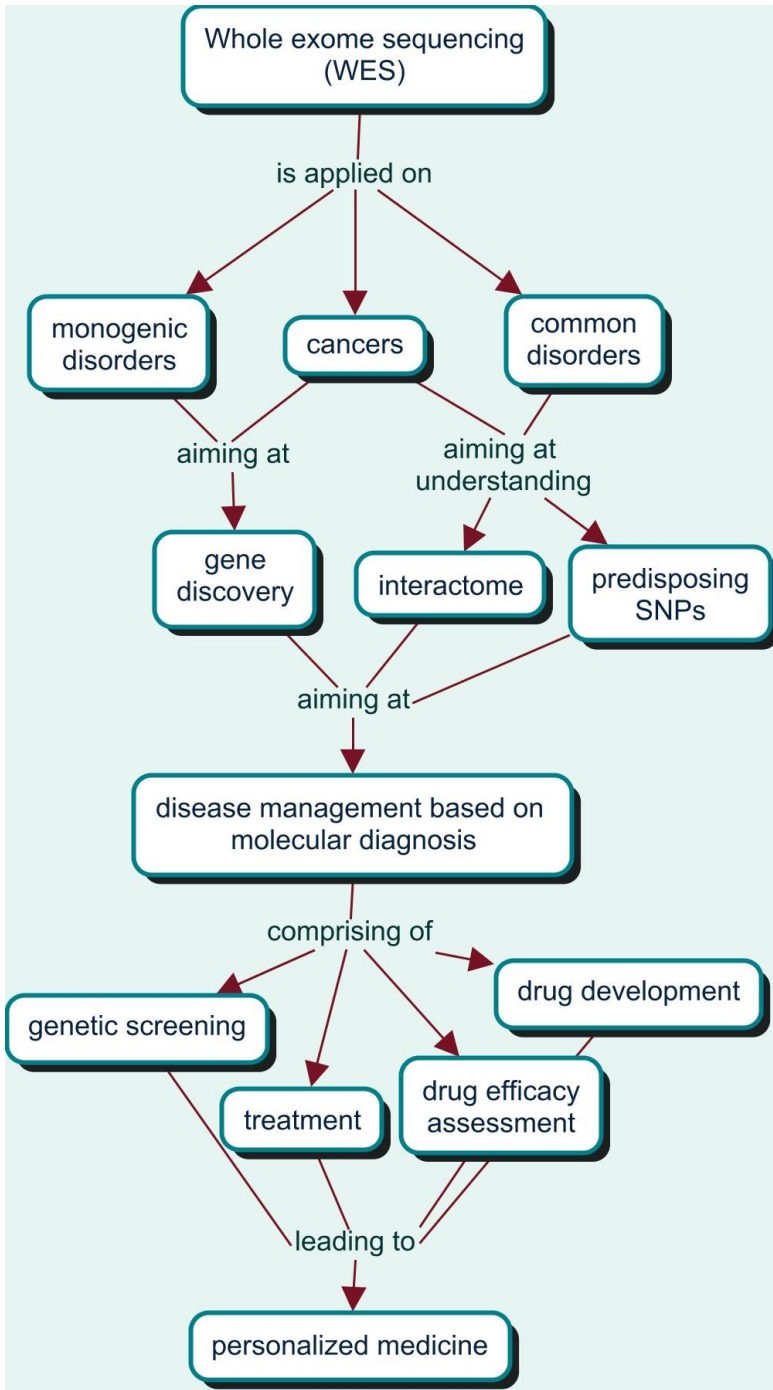 Whole exome sequencing
(WES)
is applied on
monogenic
disorders
cancers
common
disorders
aiming at
aiming at
understanding
gene
discovery
interactome
predisposing
SNPs
aiming at
disease management based on
molecular diagnosis
comprising of
drug development
genetic screening
treatment
drug efficacy
assessment
leading to
personalized medicine